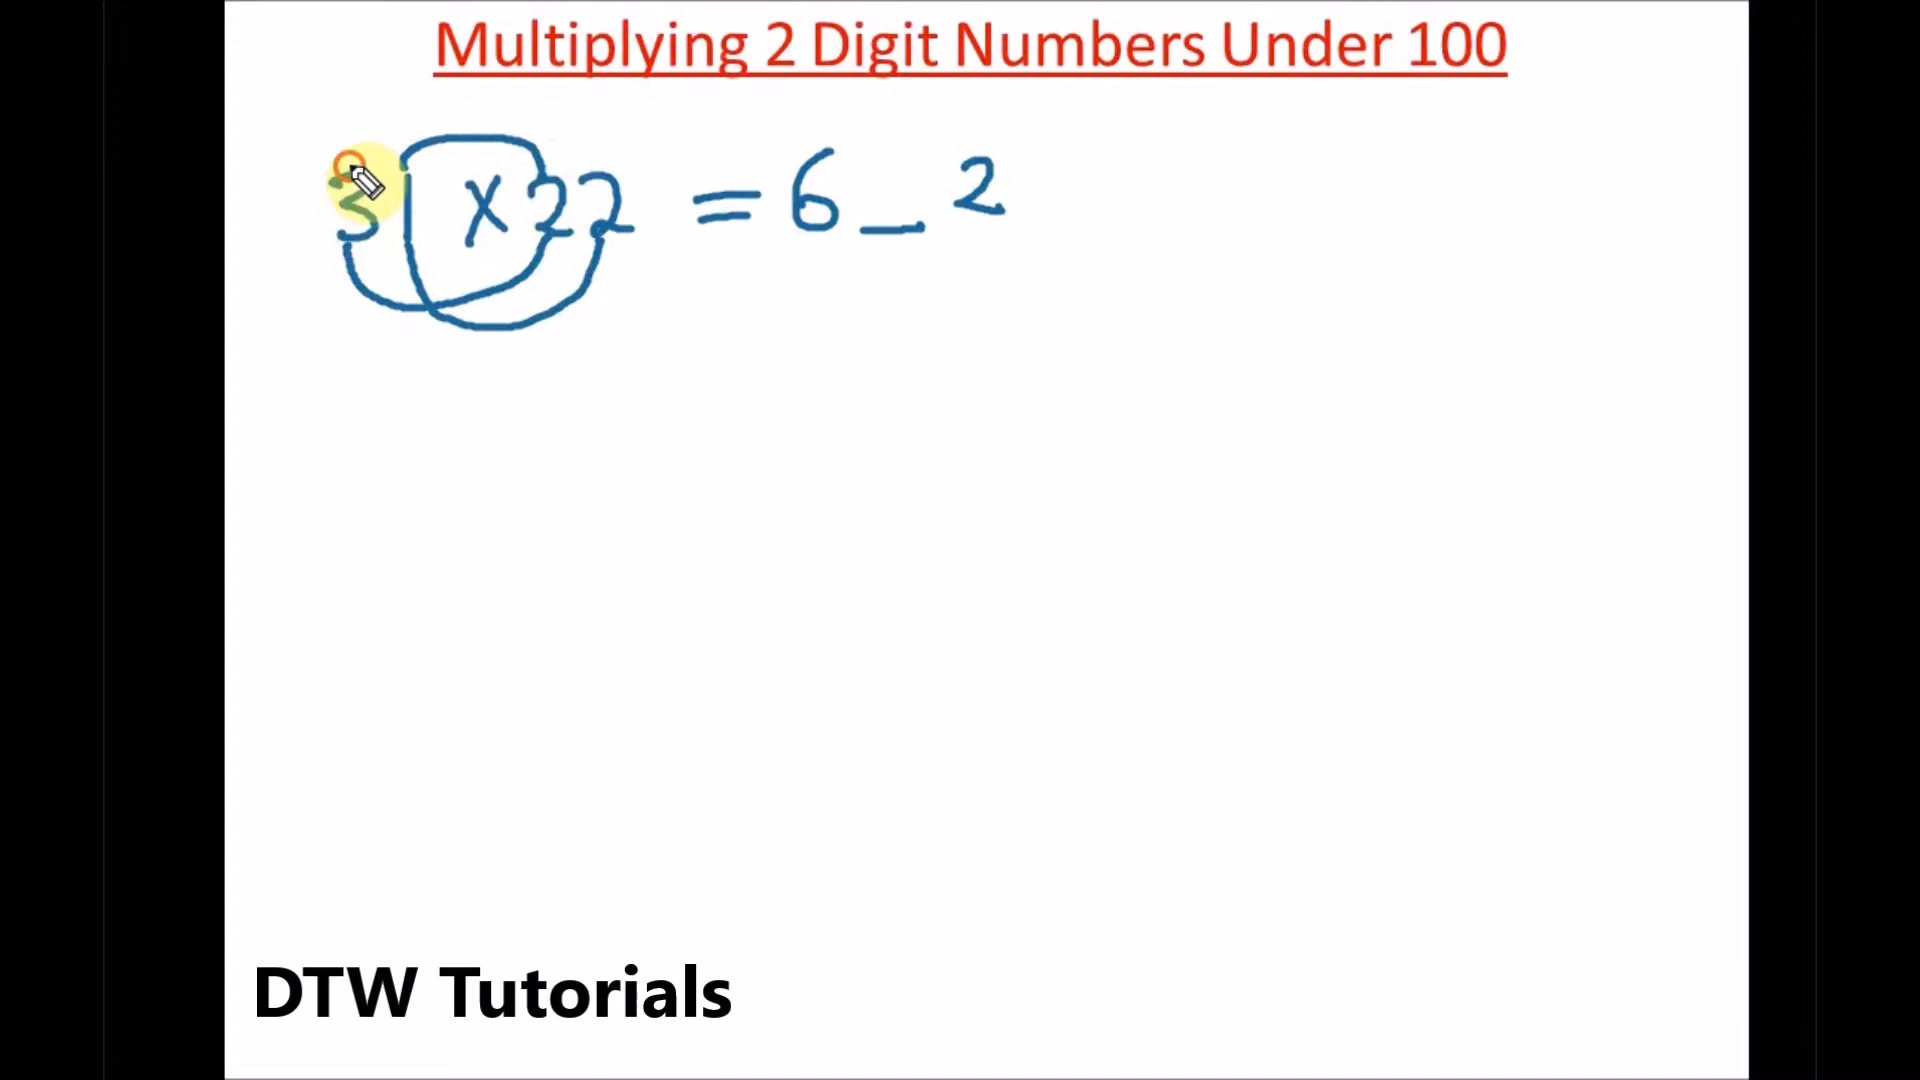 Multiplying 2 Digit Numbers Under 100
31 x 22 = 6_2
DTW Tutorials